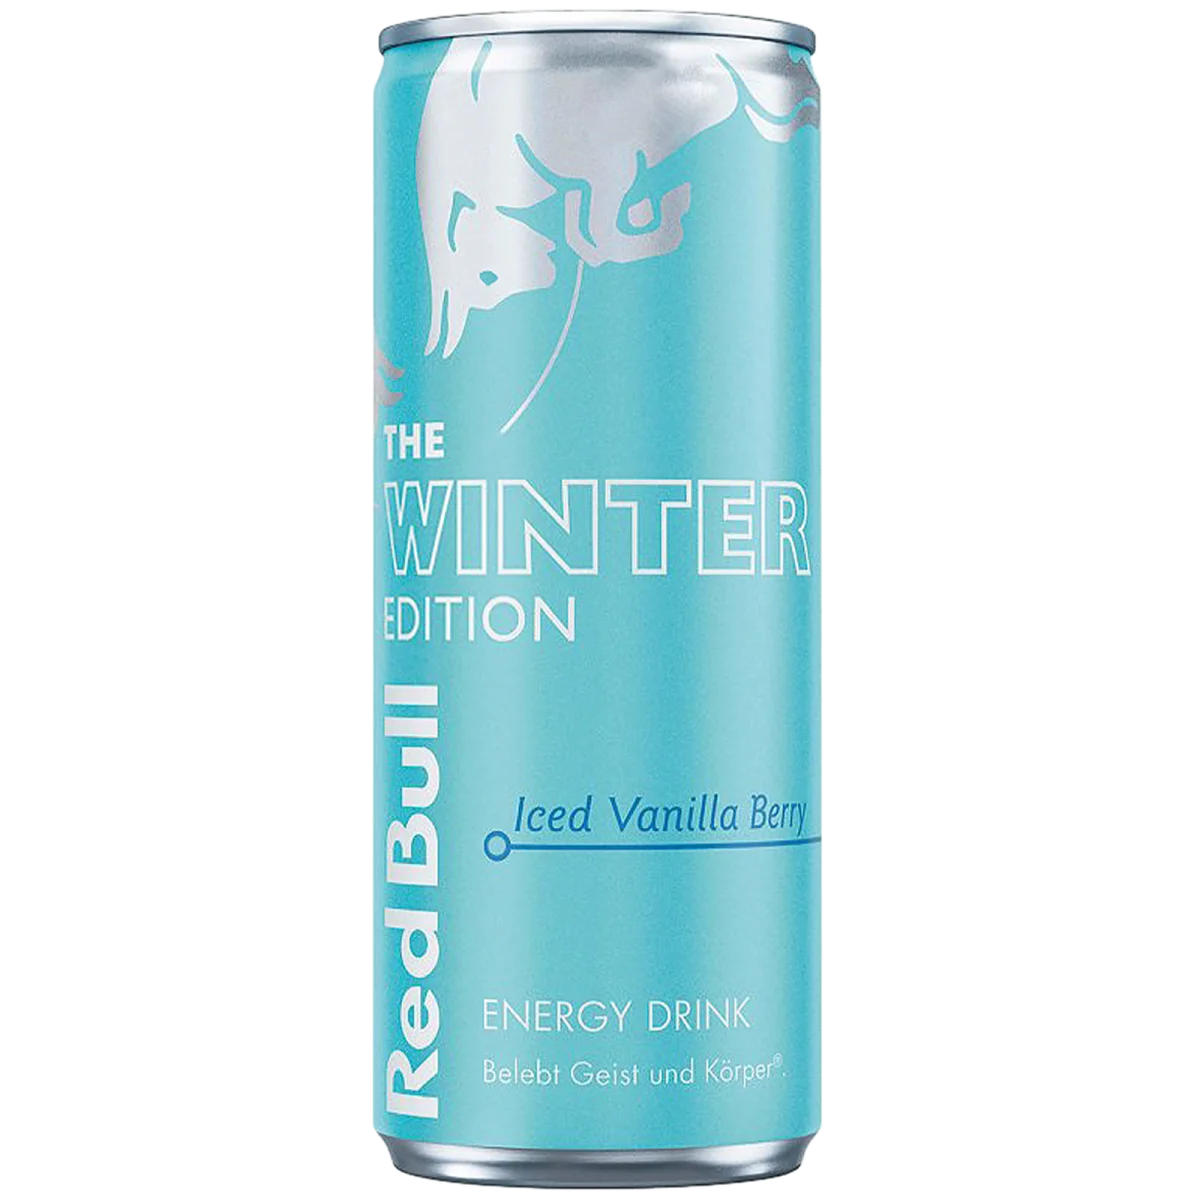 THE
WINTER
EDITION
Red Bull
Iced Vanilla Berry
ENERGY DRINK
Belebt Geist und Körper®.